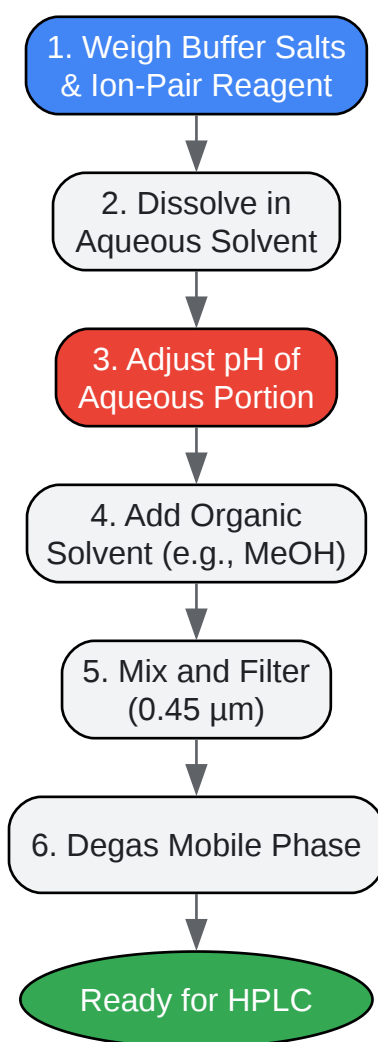 1. Weigh Buffer Salts
& Ion-Pair Reagent
2. Dissolve in
Aqueous Solvent
3. Adjust pH of
Aqueous Portion
4. Add Organic
Solvent (e.g., MeOH)
5. Mix and Filter
(0.45 µm)
6. Degas Mobile Phase
Ready for HPLC